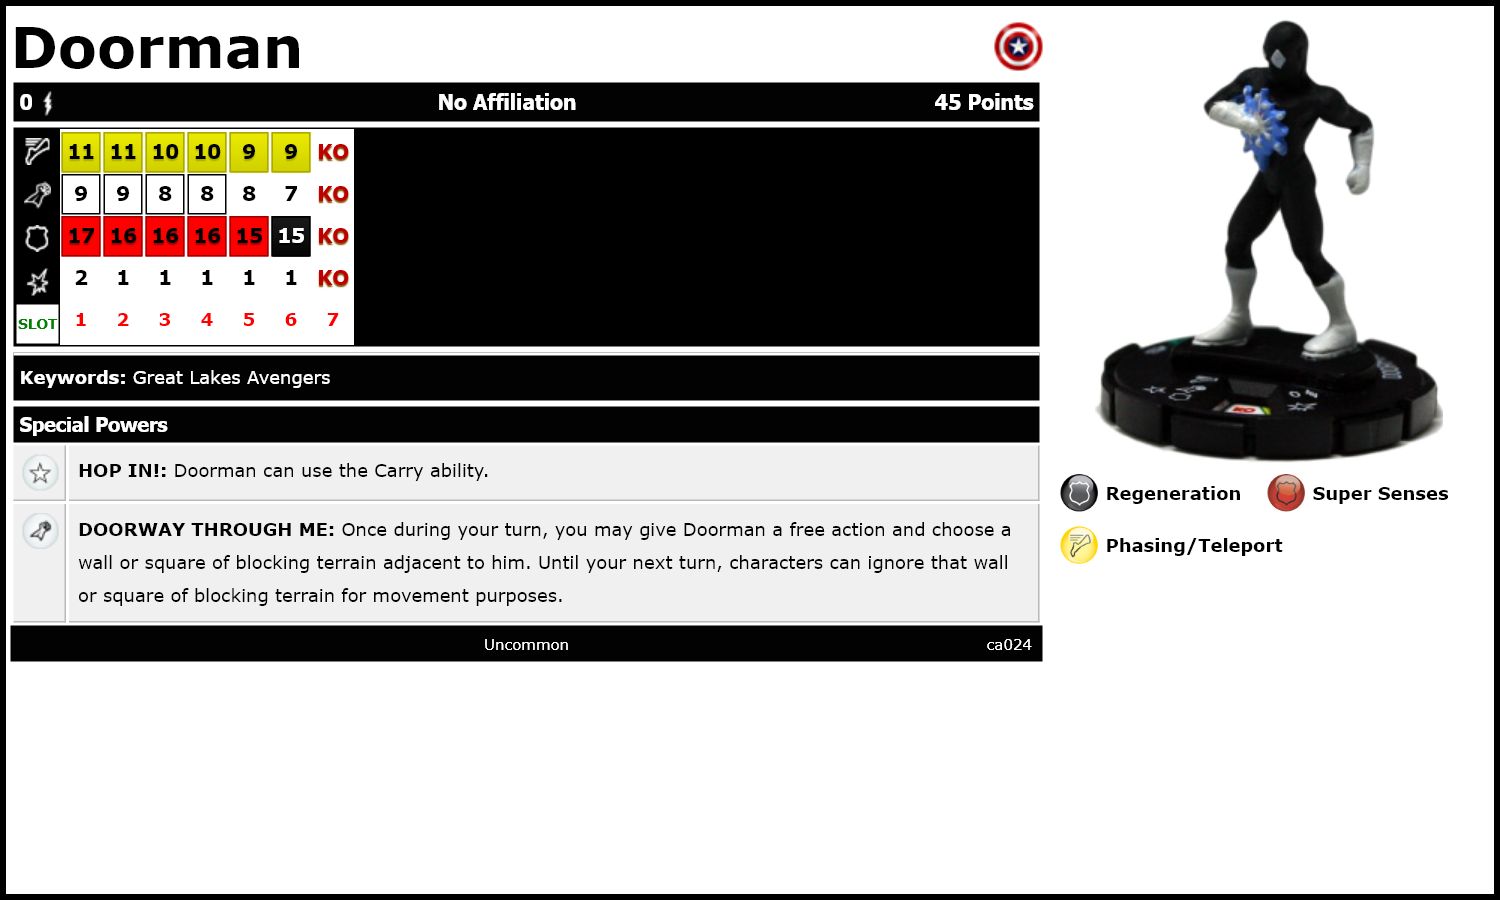 Doorman
0 No Affiliation 45 Points
11 11 10 10 9 9 KO
9 9 8 8 8 7 KO
17 16 16 16 15 15 KO
2 1 1 1 1 1 KO
SLOT 1 2 3 4 5 6 7
Keywords: Great Lakes Avengers
Special Powers
HOP IN!: Doorman can use the Carry ability.
DOORWAY THROUGH ME: Once during your turn, you may give Doorman a free action and choose a
wall or square of blocking terrain adjacent to him. Until your next turn, characters can ignore that wall
or square of blocking terrain for movement purposes.
Uncommon ca024
KO
Regeneration Super Senses
Phasing/Teleport